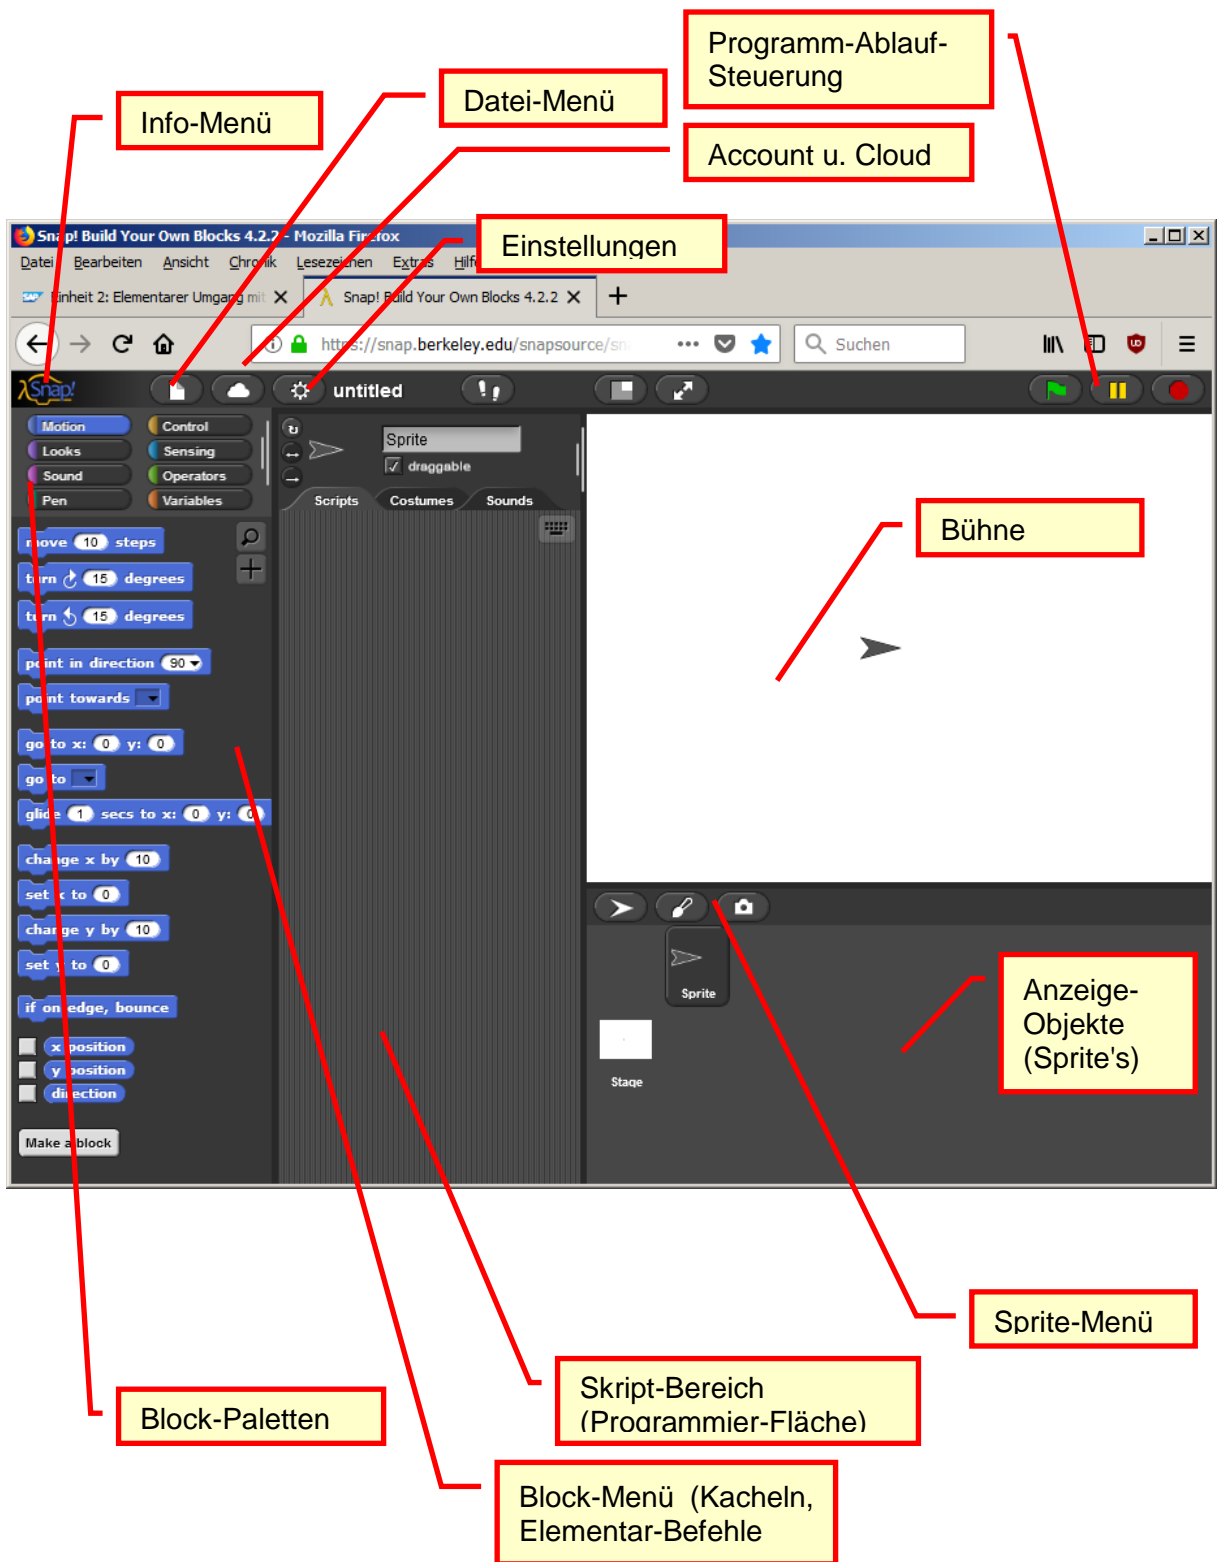 Programm-Ablauf-
Steuerung
Datei-Menü
Info-Menü
Account u. Cloud
Einstellungen
Snap! Build Your Own Blocks 4.2.2 - Mozilla Firefox
Datei Bearbeiten Ansicht Chronik Lesezeichen Extras Hilfe
Einheit 2: Elementarer Umgang mit
Snap! Build Your Own Blocks 4.2.2
https://snap.berkeley.edu/snapsource/sn
Suchen
λSnap!
untitled
Motion
Control
Looks
Sensing
Sound
Operators
Pen
Variables
Sprite
draggable
Scripts Costumes Sounds
move 10 steps
turn 15 degrees
turn 15 degrees
point in direction 90
point towards
go to x: 0 y: 0
go to
glide 1 secs to x: 0 y: 0
change x by 10
set x to 0
change y by 10
set y to 0
if on edge, bounce
x position
y position
direction
Make a block
Bühne
Sprite
Stage
Anzeige-
Objekte
(Sprite's)
Sprite-Menü
Skript-Bereich
(Programmier-Fläche)
Block-Paletten
Block-Menü (Kacheln,
Elementar-Befehle